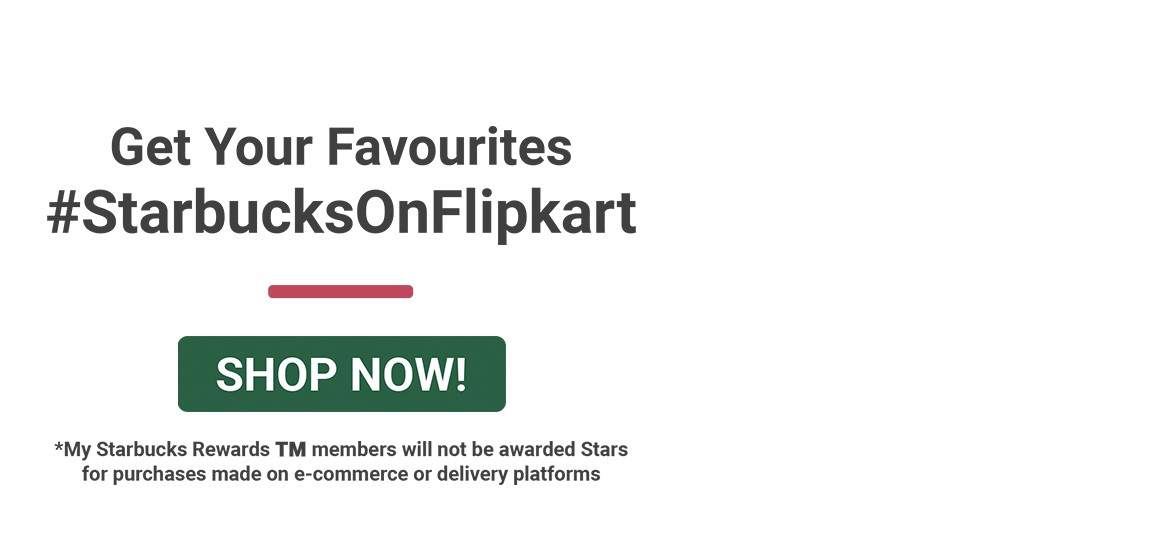 Get Your Favourites
#StarbucksOnFlipkart
SHOP NOW!
*My Starbucks Rewards TM members will not be awarded Stars
for purchases made on e-commerce or delivery platforms